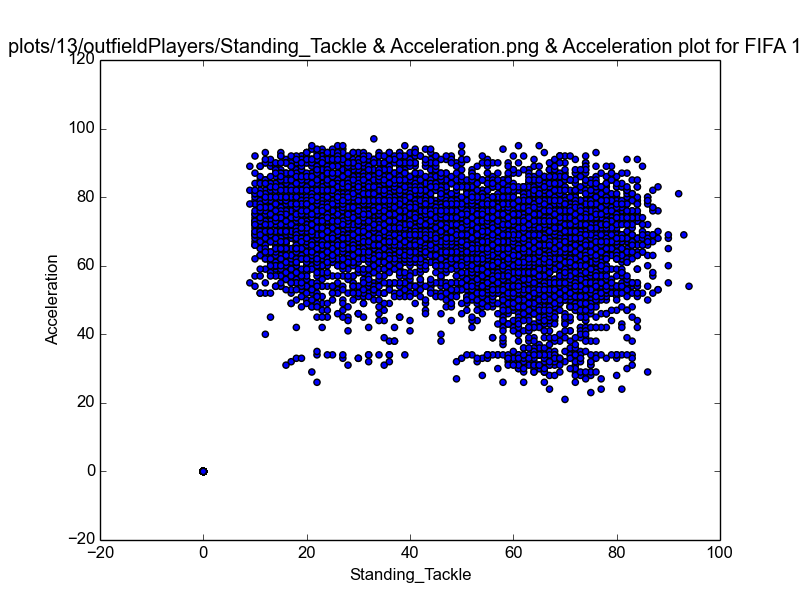 plots/13/outfieldPlayers/Standing_Tackle & Acceleration.png & Acceleration plot for FIFA 1
120
100
80
60
40
20
0
−20
Acceleration
−20 0 20 40 60 80 100
Standing_Tackle